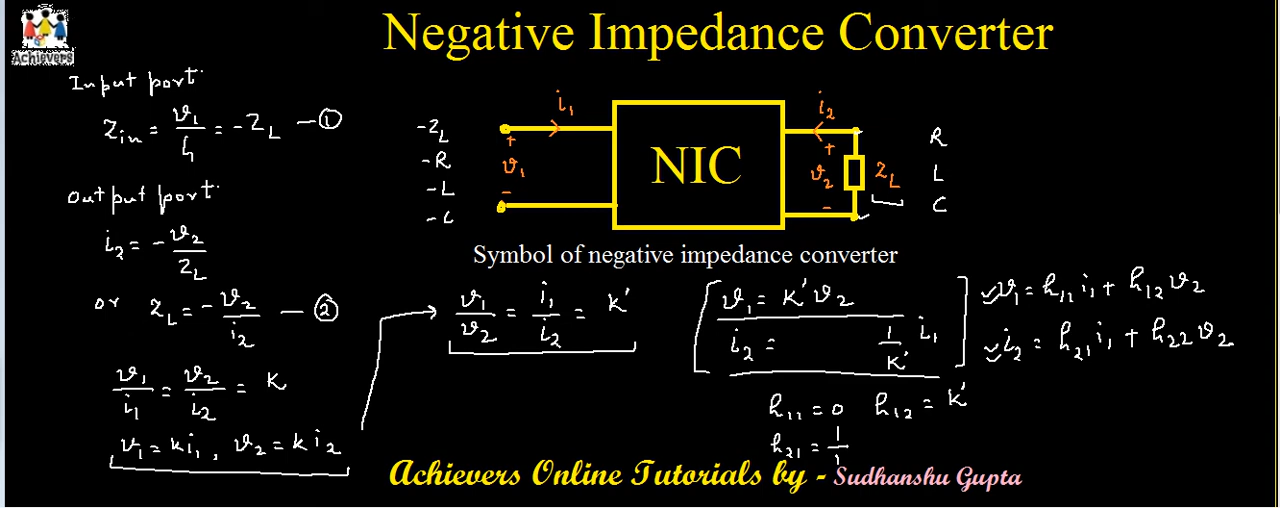 Negative Impedance Converter
Achievers
Input port:
Zin = v1/i1 = -ZL —①
Output port:
i2 = - v2/ZL
or ZL = - v2/i2 —②
v1/i1 = v2/i2 = K
v1 = Ki1, v2 = Ki2
-ZL
-R
-L
-C
i1
+
v1
-
NIC
i2
+
v2
-
ZL
R
L
C
Symbol of negative impedance converter
v1/v2 = i1/i2 = K'
v1 = K'v2
i2 = 1/K' i1
v1 = h11 i1 + h12 v2
i2 = h21 i1 + h22 v2
h11 = 0 h12 = K'
h21 = 1/
Achievers Online Tutorials by - Sudhanshu Gupta